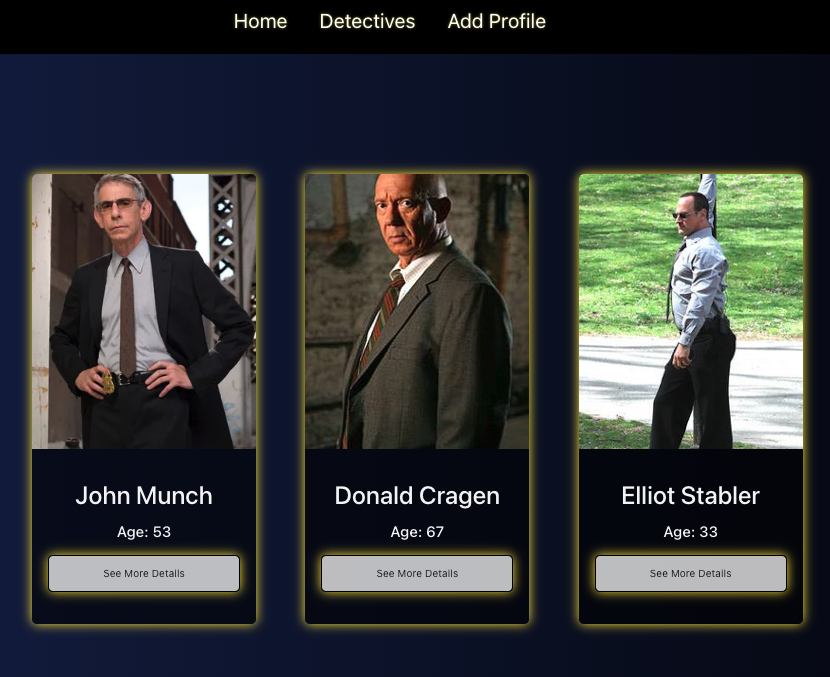 Home Detectives Add Profile
John Munch Donald Cragen Elliot Stabler
Age: 53 Age: 67 Age: 33
See More Details See More Details See More Details